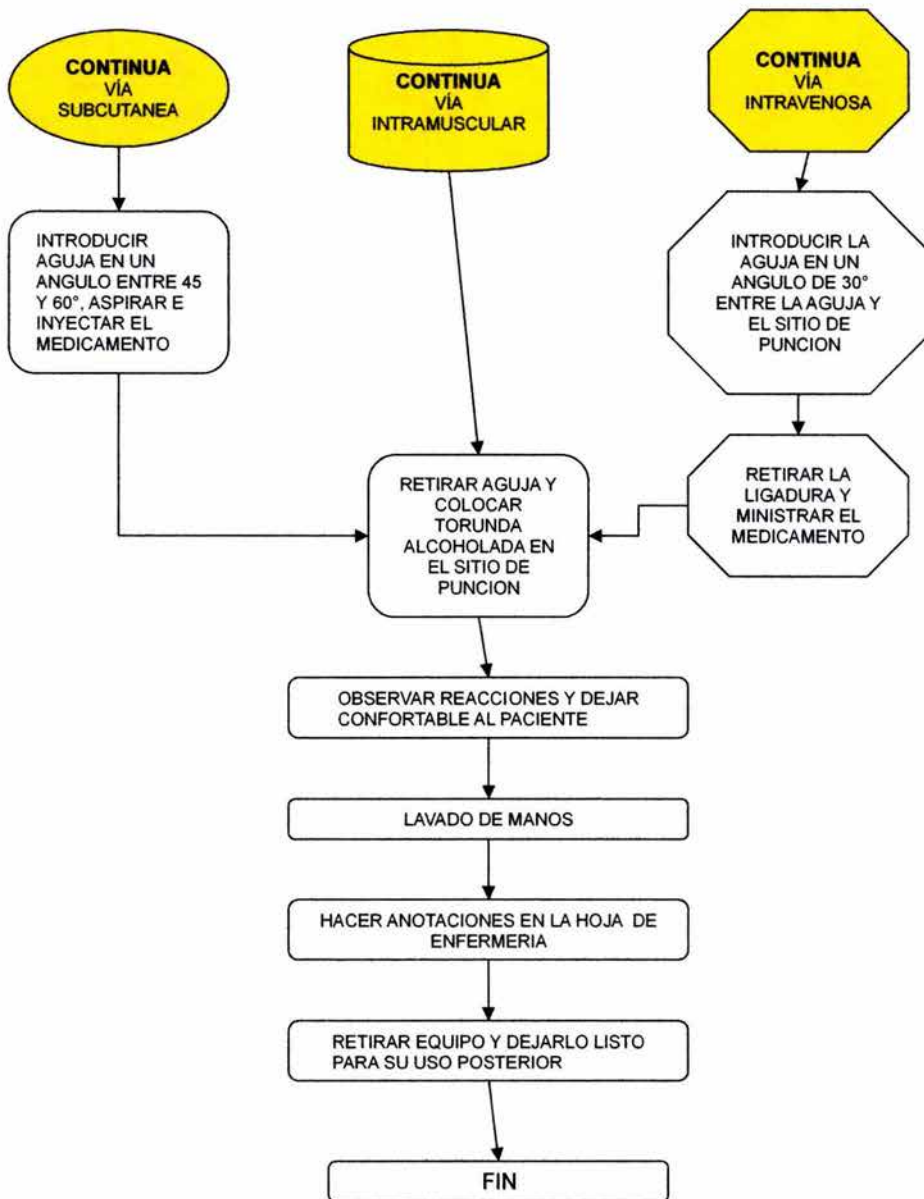 CONTINUA
VÍA
SUBCUTANEA
CONTINUA
VÍA
INTRAMUSCULAR
CONTINUA
VÍA
INTRAVENOSA
INTRODUCIR
AGUJA EN UN
ANGULO ENTRE 45
Y 60°, ASPIRAR E
INYECTAR EL
MEDICAMENTO
INTRODUCIR LA
AGUJA EN UN
ANGULO DE 30°
ENTRE LA AGUJA Y
EL SITIO DE
PUNCION
RETIRAR AGUJA Y
COLOCAR
TORUNDA
ALCOHOLADA EN
EL SITIO DE
PUNCION
RETIRAR LA
LIGADURA Y
MINISTRAR EL
MEDICAMENTO
OBSERVAR REACCIONES Y DEJAR
CONFORTABLE AL PACIENTE
LAVADO DE MANOS
HACER ANOTACIONES EN LA HOJA DE
ENFERMERIA
RETIRAR EQUIPO Y DEJARLO LISTO
PARA SU USO POSTERIOR
FIN